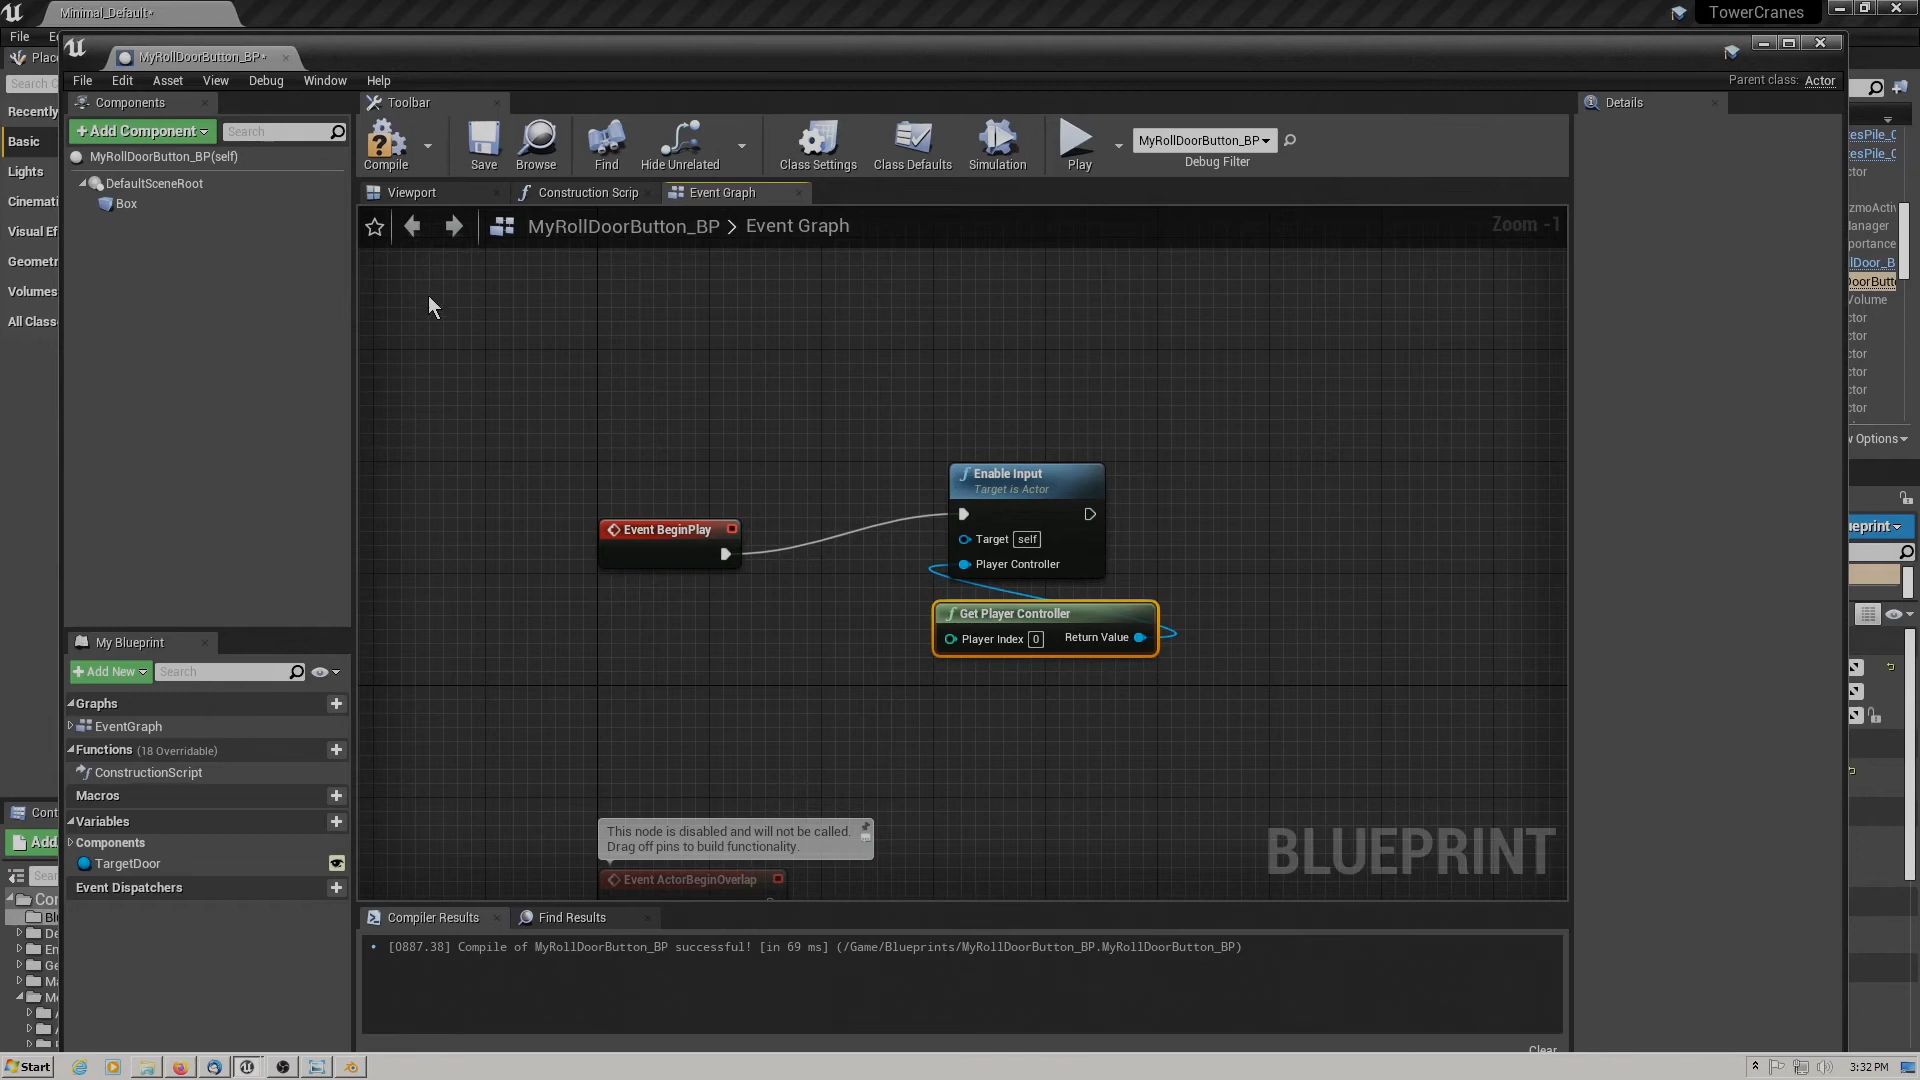 Minimal_Default*
TowerCranes
File
MyRollDoorButton_BP*
File Edit Asset View Debug Window Help
Parent class: Actor
Components
Toolbar
Details
Recently
+Add Component
Search
Basic
MyRollDoorButton_BP(self)
Compile
Save
Browse
Find
Hide Unrelated
Class Settings
Class Defaults
Simulation
Play
MyRollDoorButton_BP
Debug Filter
Lights
DefaultSceneRoot
Box
Viewport
Construction Scrip
Event Graph
MyRollDoorButton_BP > Event Graph
Zoom -1
Cinemati
Visual Ef
Geometr
Volumes
All Classe
Enable Input
Target is Actor
Target self
Player Controller
Event BeginPlay
Get Player Controller
Player Index 0
Return Value
My Blueprint
+Add New
Search
Graphs
EventGraph
Functions (18 Overridable)
ConstructionScript
Macros
Variables
Components
TargetDoor
Event Dispatchers
This node is disabled and will not be called.
Drag off pins to build functionality.
Event ActorBeginOverlap
BLUEPRINT
Compiler Results
Find Results
• [0887.38] Compile of MyRollDoorButton_BP successful! [in 69 ms] (/Game/Blueprints/MyRollDoorButton_BP.MyRollDoorButton_BP)
Clear
Start
3:32 PM